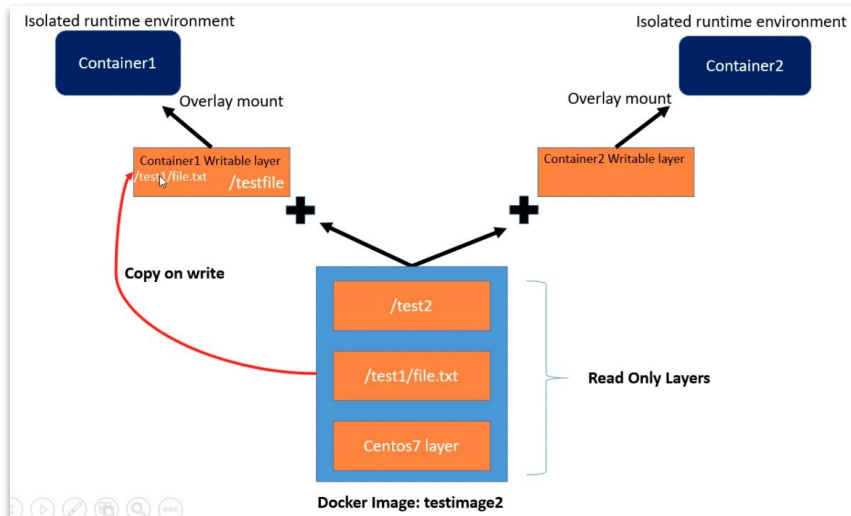 Isolated runtime environment
Isolated runtime environment
Container1
Container2
Overlay mount
Overlay mount
Container1 Writable layer
/test1/file.txt
/testfile
Container2 Writable layer
Copy on write
/test2
/test1/file.txt
Read Only Layers
Centos7 layer
Docker Image: testimage2